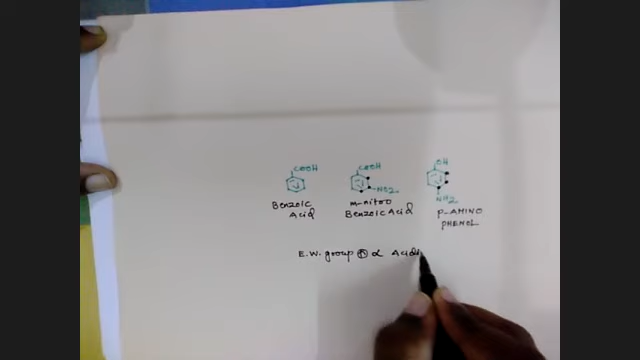 COOH
Benzoic
Acid
COOH
NO2
m-nitro
Benzoic Acid
OH
NH2
P-AMINO
PHENOL
E.W. group ↑ ∝ Acidi